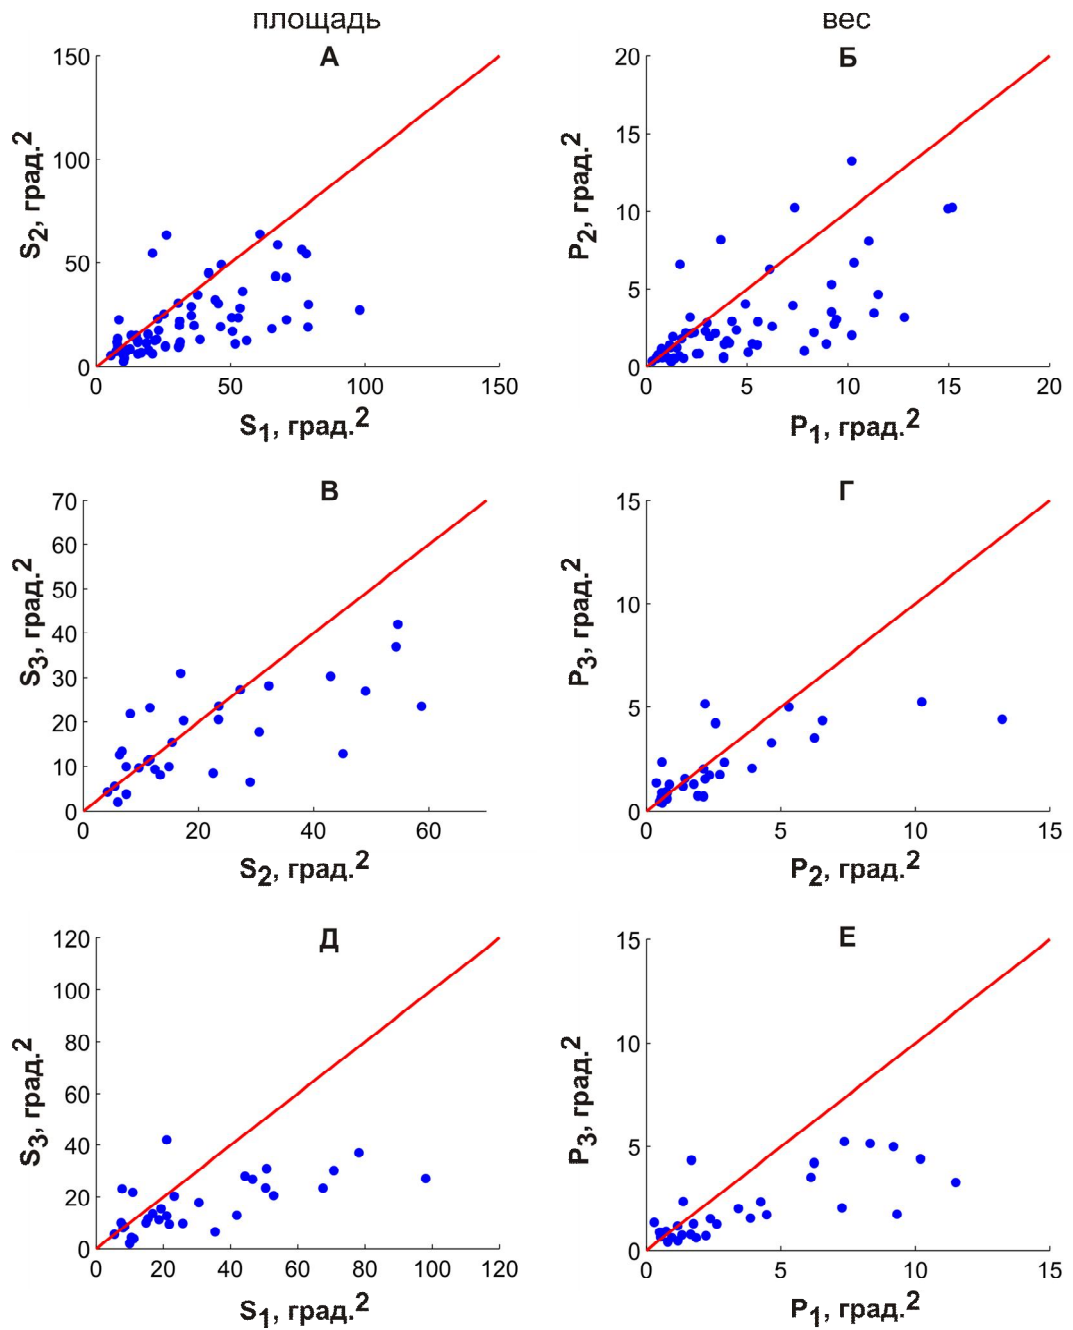 площадь вес
А Б
150 20
100 15
50 10
0 5
0
0 50 100 150 0 5 10 15 20
S2, град.2 P2, град.2
S1, град.2 P1, град.2
В Г
70 15
60
50 10
40
30 5
20
10
0 0
0 20 40 60 0 5 10 15
S3, град.2 P3, град.2
S2, град.2 P2, град.2
Д Е
120 15
100
80 10
60
40 5
20
0 0
0 20 40 60 80 100 120 0 5 10 15
S3, град.2 P3, град.2
S1, град.2 P1, град.2